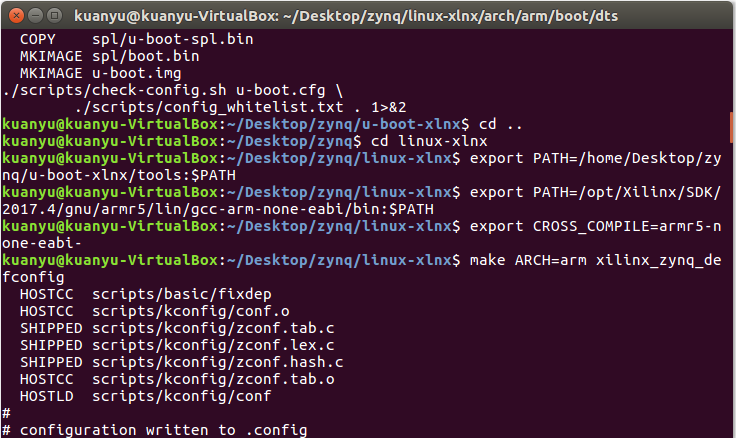 kuanyu@kuanyu-VirtualBox: ~/Desktop/zynq/linux-xlnx/arch/arm/boot/dts
  COPY    spl/u-boot-spl.bin
  MKIMAGE spl/boot.bin
  MKIMAGE u-boot.img
./scripts/check-config.sh u-boot.cfg \
        ./scripts/config_whitelist.txt . 1>&2
kuanyu@kuanyu-VirtualBox:~/Desktop/zynq/u-boot-xlnx$ cd ..
kuanyu@kuanyu-VirtualBox:~/Desktop/zynq$ cd linux-xlnx
kuanyu@kuanyu-VirtualBox:~/Desktop/zynq/linux-xlnx$ export PATH=/home/Desktop/zy
nq/u-boot-xlnx/tools:$PATH
kuanyu@kuanyu-VirtualBox:~/Desktop/zynq/linux-xlnx$ export PATH=/opt/Xilinx/SDK/
2017.4/gnu/armr5/lin/gcc-arm-none-eabi/bin:$PATH
kuanyu@kuanyu-VirtualBox:~/Desktop/zynq/linux-xlnx$ export CROSS_COMPILE=armr5-n
one-eabi-
kuanyu@kuanyu-VirtualBox:~/Desktop/zynq/linux-xlnx$ make ARCH=arm xilinx_zynq_de
fconfig
  HOSTCC  scripts/basic/fixdep
  HOSTCC  scripts/kconfig/conf.o
  SHIPPED scripts/kconfig/zconf.tab.c
  SHIPPED scripts/kconfig/zconf.lex.c
  SHIPPED scripts/kconfig/zconf.hash.c
  HOSTCC  scripts/kconfig/zconf.tab.o
  HOSTLD  scripts/kconfig/conf
#
# configuration written to .config